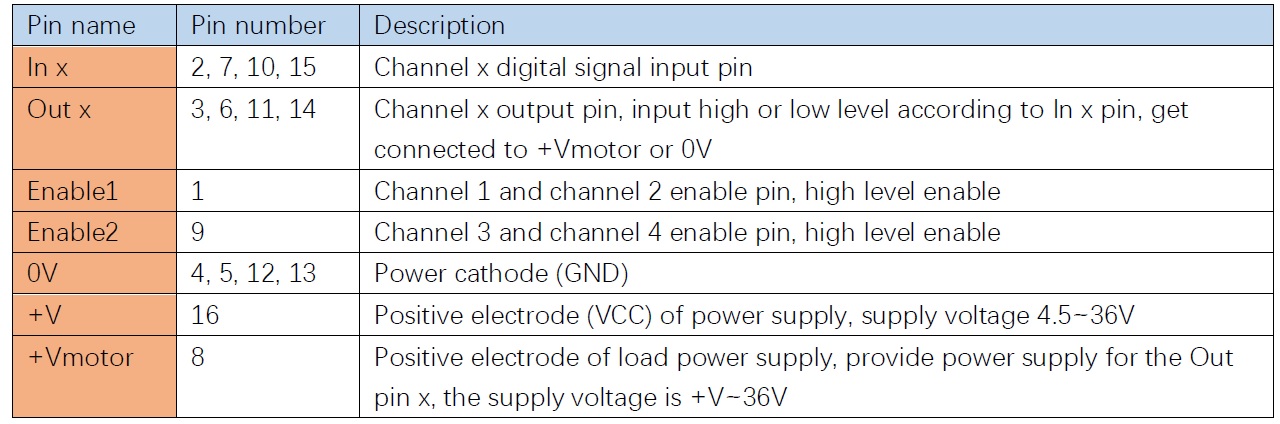 Pin name Pin number Description
In x 2, 7, 10, 15 Channel x digital signal input pin
Out x 3, 6, 11, 14 Channel x output pin, input high or low level according to In x pin, get
connected to +Vmotor or 0V
Enable1 1 Channel 1 and channel 2 enable pin, high level enable
Enable2 9 Channel 3 and channel 4 enable pin, high level enable
0V 4, 5, 12, 13 Power cathode (GND)
+V 16 Positive electrode (VCC) of power supply, supply voltage 4.5~36V
+Vmotor 8 Positive electrode of load power supply, provide power supply for the Out
pin x, the supply voltage is +V~36V